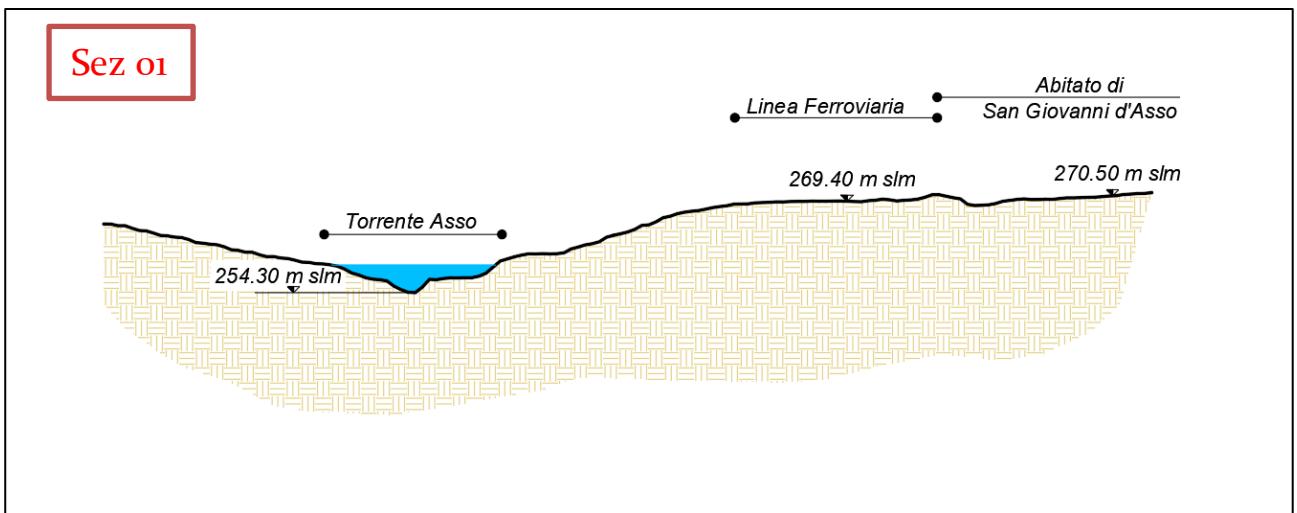 Sez 01
Abitato di
Linea Ferroviaria
San Giovanni d'Asso
269.40 m slm
270.50 m slm
Torrente Asso
254.30 m slm